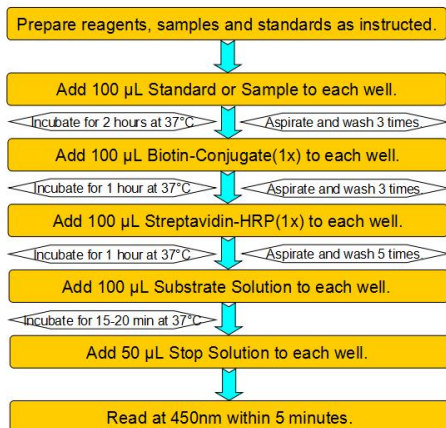 Prepare reagents, samples and standards as instructed.
Add 100 µL Standard or Sample to each well.
Incubate for 2 hours at 37°C
Aspirate and wash 3 times
Add 100 µL Biotin-Conjugate(1x) to each well.
Incubate for 1 hour at 37°C
Aspirate and wash 3 times
Add 100 µL Streptavidin-HRP(1x) to each well.
Incubate for 1 hour at 37°C
Aspirate and wash 5 times
Add 100 µL Substrate Solution to each well.
Incubate for 15-20 min at 37°C
Add 50 µL Stop Solution to each well.
Read at 450nm within 5 minutes.